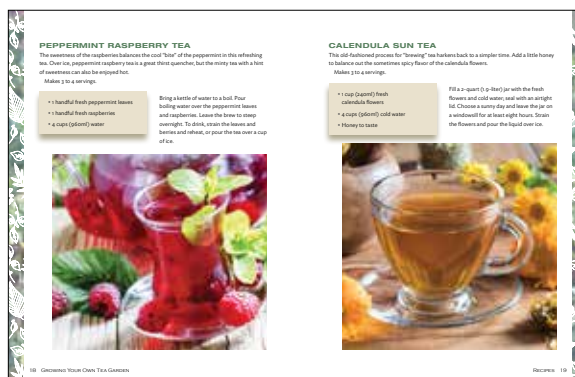 PEPPERMINT RASPBERRY TEA
The sweetness of the raspberries balances the cool "bite" of the peppermint in this refreshing
tea. Over ice, peppermint raspberry tea is a great thirst quencher, but the minty tea with a hint
of sweetness can also be enjoyed hot.
Makes 3 to 4 servings.
• 1 handful fresh peppermint leaves
• 1 handful fresh raspberries
• 4 cups (960ml) water
Bring a kettle of water to a boil. Pour
boiling water over the peppermint leaves
and raspberries. Leave the brew to steep
overnight. To drink, strain the leaves and
berries and reheat, or pour the tea over a cup
of ice.
18 GROWING YOUR OWN TEA GARDEN
CALENDULA SUN TEA
This old-fashioned process for "brewing" tea harkens back to a simpler time. Add a little honey
to balance out the sometimes spicy flavor of the calendula flowers.
Makes 3 to 4 servings.
• 1 cup (240ml) fresh
calendula flowers
• 4 cups (960ml) cold water
• Honey to taste
Fill a 2-quart (1.9-liter) jar with the fresh
flowers and cold water; seal with an airtight
lid. Choose a sunny day and leave the jar on
a windowsill for at least eight hours. Strain
the flowers and pour the liquid over ice.
RECIPES 19